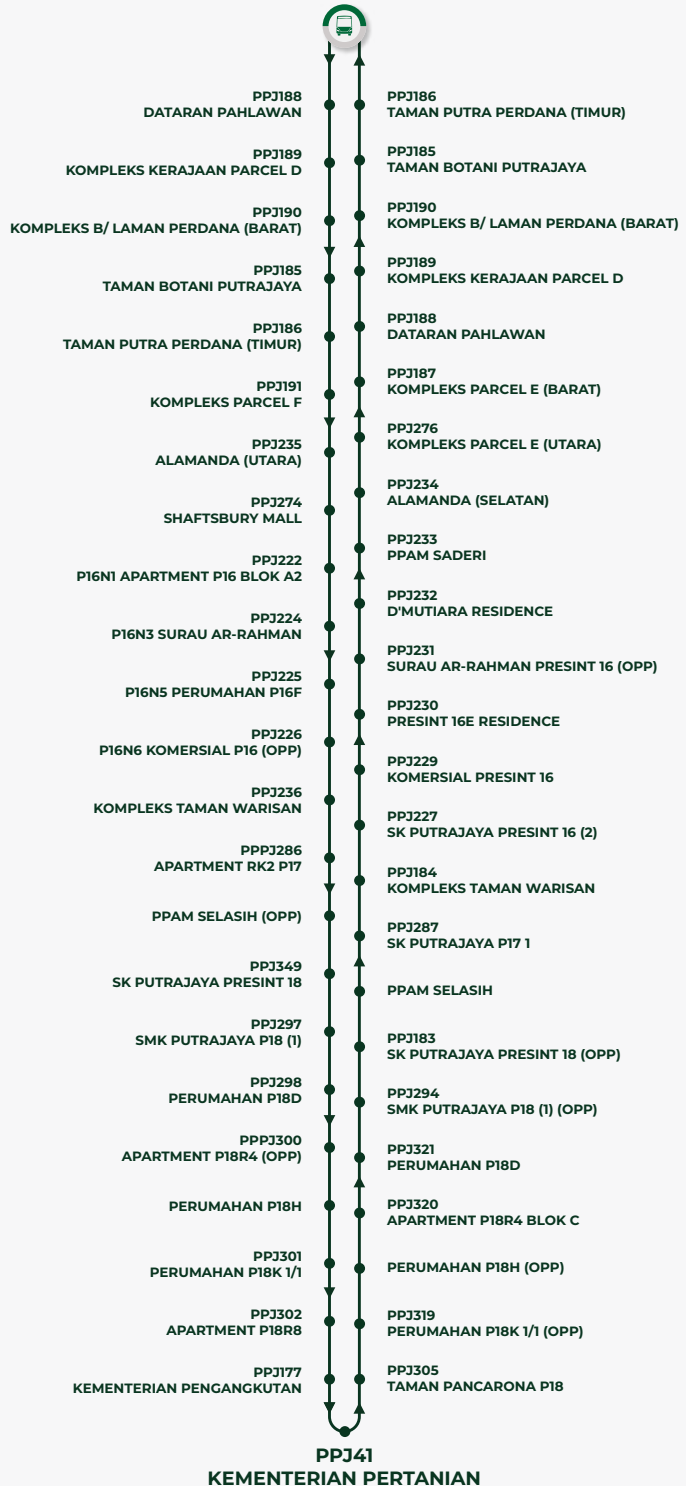 PPJ188
DATARAN PAHLAWAN
PPJ189
KOMPLEKS KERAJAAN PARCEL D
PPJ190
KOMPLEKS B/ LAMAN PERDANA (BARAT)
PPJ185
TAMAN BOTANI PUTRAJAYA
PPJ186
TAMAN PUTRA PERDANA (TIMUR)
PPJ191
KOMPLEKS PARCEL F
PPJ235
ALAMANDA (UTARA)
PPJ274
SHAFTSBURY MALL
PPJ222
P16N1 APARTMENT P16 BLOK A2
PPJ224
P16N3 SURAU AR-RAHMAN
PPJ225
P16N5 PERUMAHAN P16F
PPJ226
P16N6 KOMERSIAL P16 (OPP)
PPJ236
KOMPLEKS TAMAN WARISAN
PPPJ286
APARTMENT RK2 P17
PPAM SELASIH (OPP)
PPJ349
SK PUTRAJAYA PRESINT 18
PPJ297
SMK PUTRAJAYA P18 (1)
PPJ298
PERUMAHAN P18D
PPPJ300
APARTMENT P18R4 (OPP)
PERUMAHAN P18H
PPJ301
PERUMAHAN P18K 1/1
PPJ302
APARTMENT P18R8
PPJ177
KEMENTERIAN PENGANGKUTAN
PPJ186
TAMAN PUTRA PERDANA (TIMUR)
PPJ185
TAMAN BOTANI PUTRAJAYA
PPJ190
KOMPLEKS B/ LAMAN PERDANA (BARAT)
PPJ189
KOMPLEKS KERAJAAN PARCEL D
PPJ188
DATARAN PAHLAWAN
PPJ187
KOMPLEKS PARCEL E (BARAT)
PPJ276
KOMPLEKS PARCEL E (UTARA)
PPJ234
ALAMANDA (SELATAN)
PPJ233
PPAM SADERI
PPJ232
D'MUTIARA RESIDENCE
PPJ231
SURAU AR-RAHMAN PRESINT 16 (OPP)
PPJ230
PRESINT 16E RESIDENCE
PPJ229
KOMERSIAL PRESINT 16
PPJ227
SK PUTRAJAYA PRESINT 16 (2)
PPJ184
KOMPLEKS TAMAN WARISAN
PPJ287
SK PUTRAJAYA P17 1
PPAM SELASIH
PPJ183
SK PUTRAJAYA PRESINT 18 (OPP)
PPJ294
SMK PUTRAJAYA P18 (1) (OPP)
PPJ321
PERUMAHAN P18D
PPJ320
APARTMENT P18R4 BLOK C
PERUMAHAN P18H (OPP)
PPJ319
PERUMAHAN P18K 1/1 (OPP)
PPJ305
TAMAN PANCARONA P18
PPJ41
KEMENTERIAN PERTANIAN